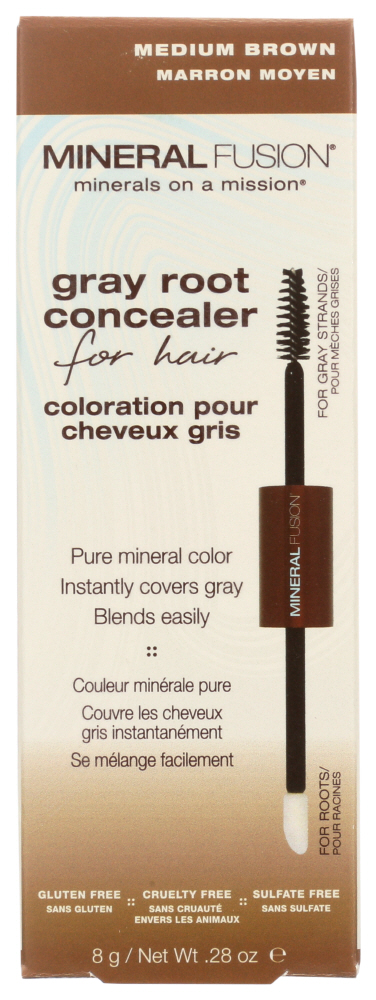 MEDIUM BROWN
MARRON MOYEN
MINERAL FUSION®
minerals on a mission®
gray root
concealer
for hair
coloration pour
cheveux gris
FOR GRAY STRANDS/
POUR MÈCHES GRISES
MINERAL FUSION®
Pure mineral color
Instantly covers gray
Blends easily
::
Couleur minérale pure
Couvre les cheveux
gris instantanément
Se mélange facilement
FOR ROOTS/
POUR RACINES
GLUTEN FREE :: CRUELTY FREE :: SULFATE FREE
SANS GLUTEN SANS CRUAUTÉ SANS SULFATE
ENVERS LES ANIMAUX
8 g / Net Wt .28 oz ℮